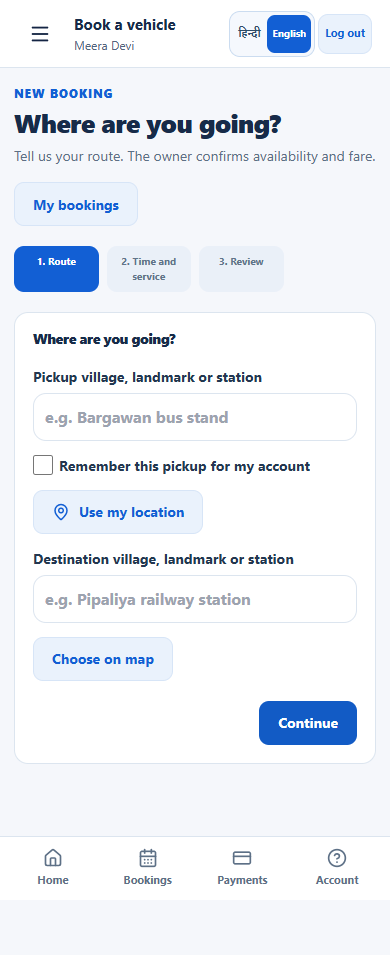 Book a vehicle
Meera Devi
हिन्दी
English
Log out
NEW BOOKING
Where are you going?
Tell us your route. The owner confirms availability and fare.
My bookings
1. Route
2. Time and
service
3. Review
Where are you going?
Pickup village, landmark or station
e.g. Bargawan bus stand
Remember this pickup for my account
Use my location
Destination village, landmark or station
e.g. Pipaliya railway station
Choose on map
Continue
Home
Bookings
Payments
Account